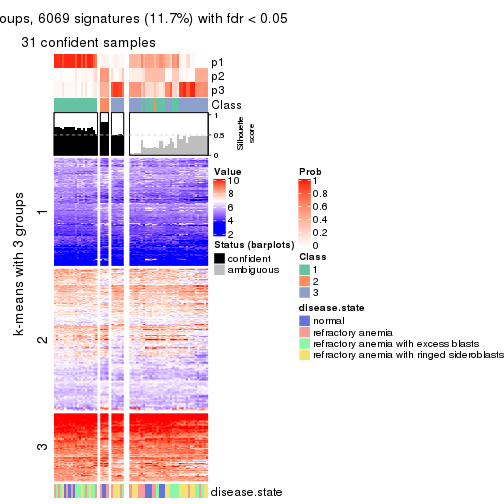 oups, 6069 signatures (11.7%) with fdr < 0.05
31 confident samples
p1
p2
p3
Class
1
0.5
0
Silhouette
score
k-means with 3 groups
1
2
3
disease.state
Value
10
8
6
4
2
Status (barplots)
confident
ambiguous
Prob
1
0.8
0.6
0.4
0.2
0
Class
1
2
3
disease.state
normal
refractory anemia
refractory anemia with excess blasts
refractory anemia with ringed sideroblasts